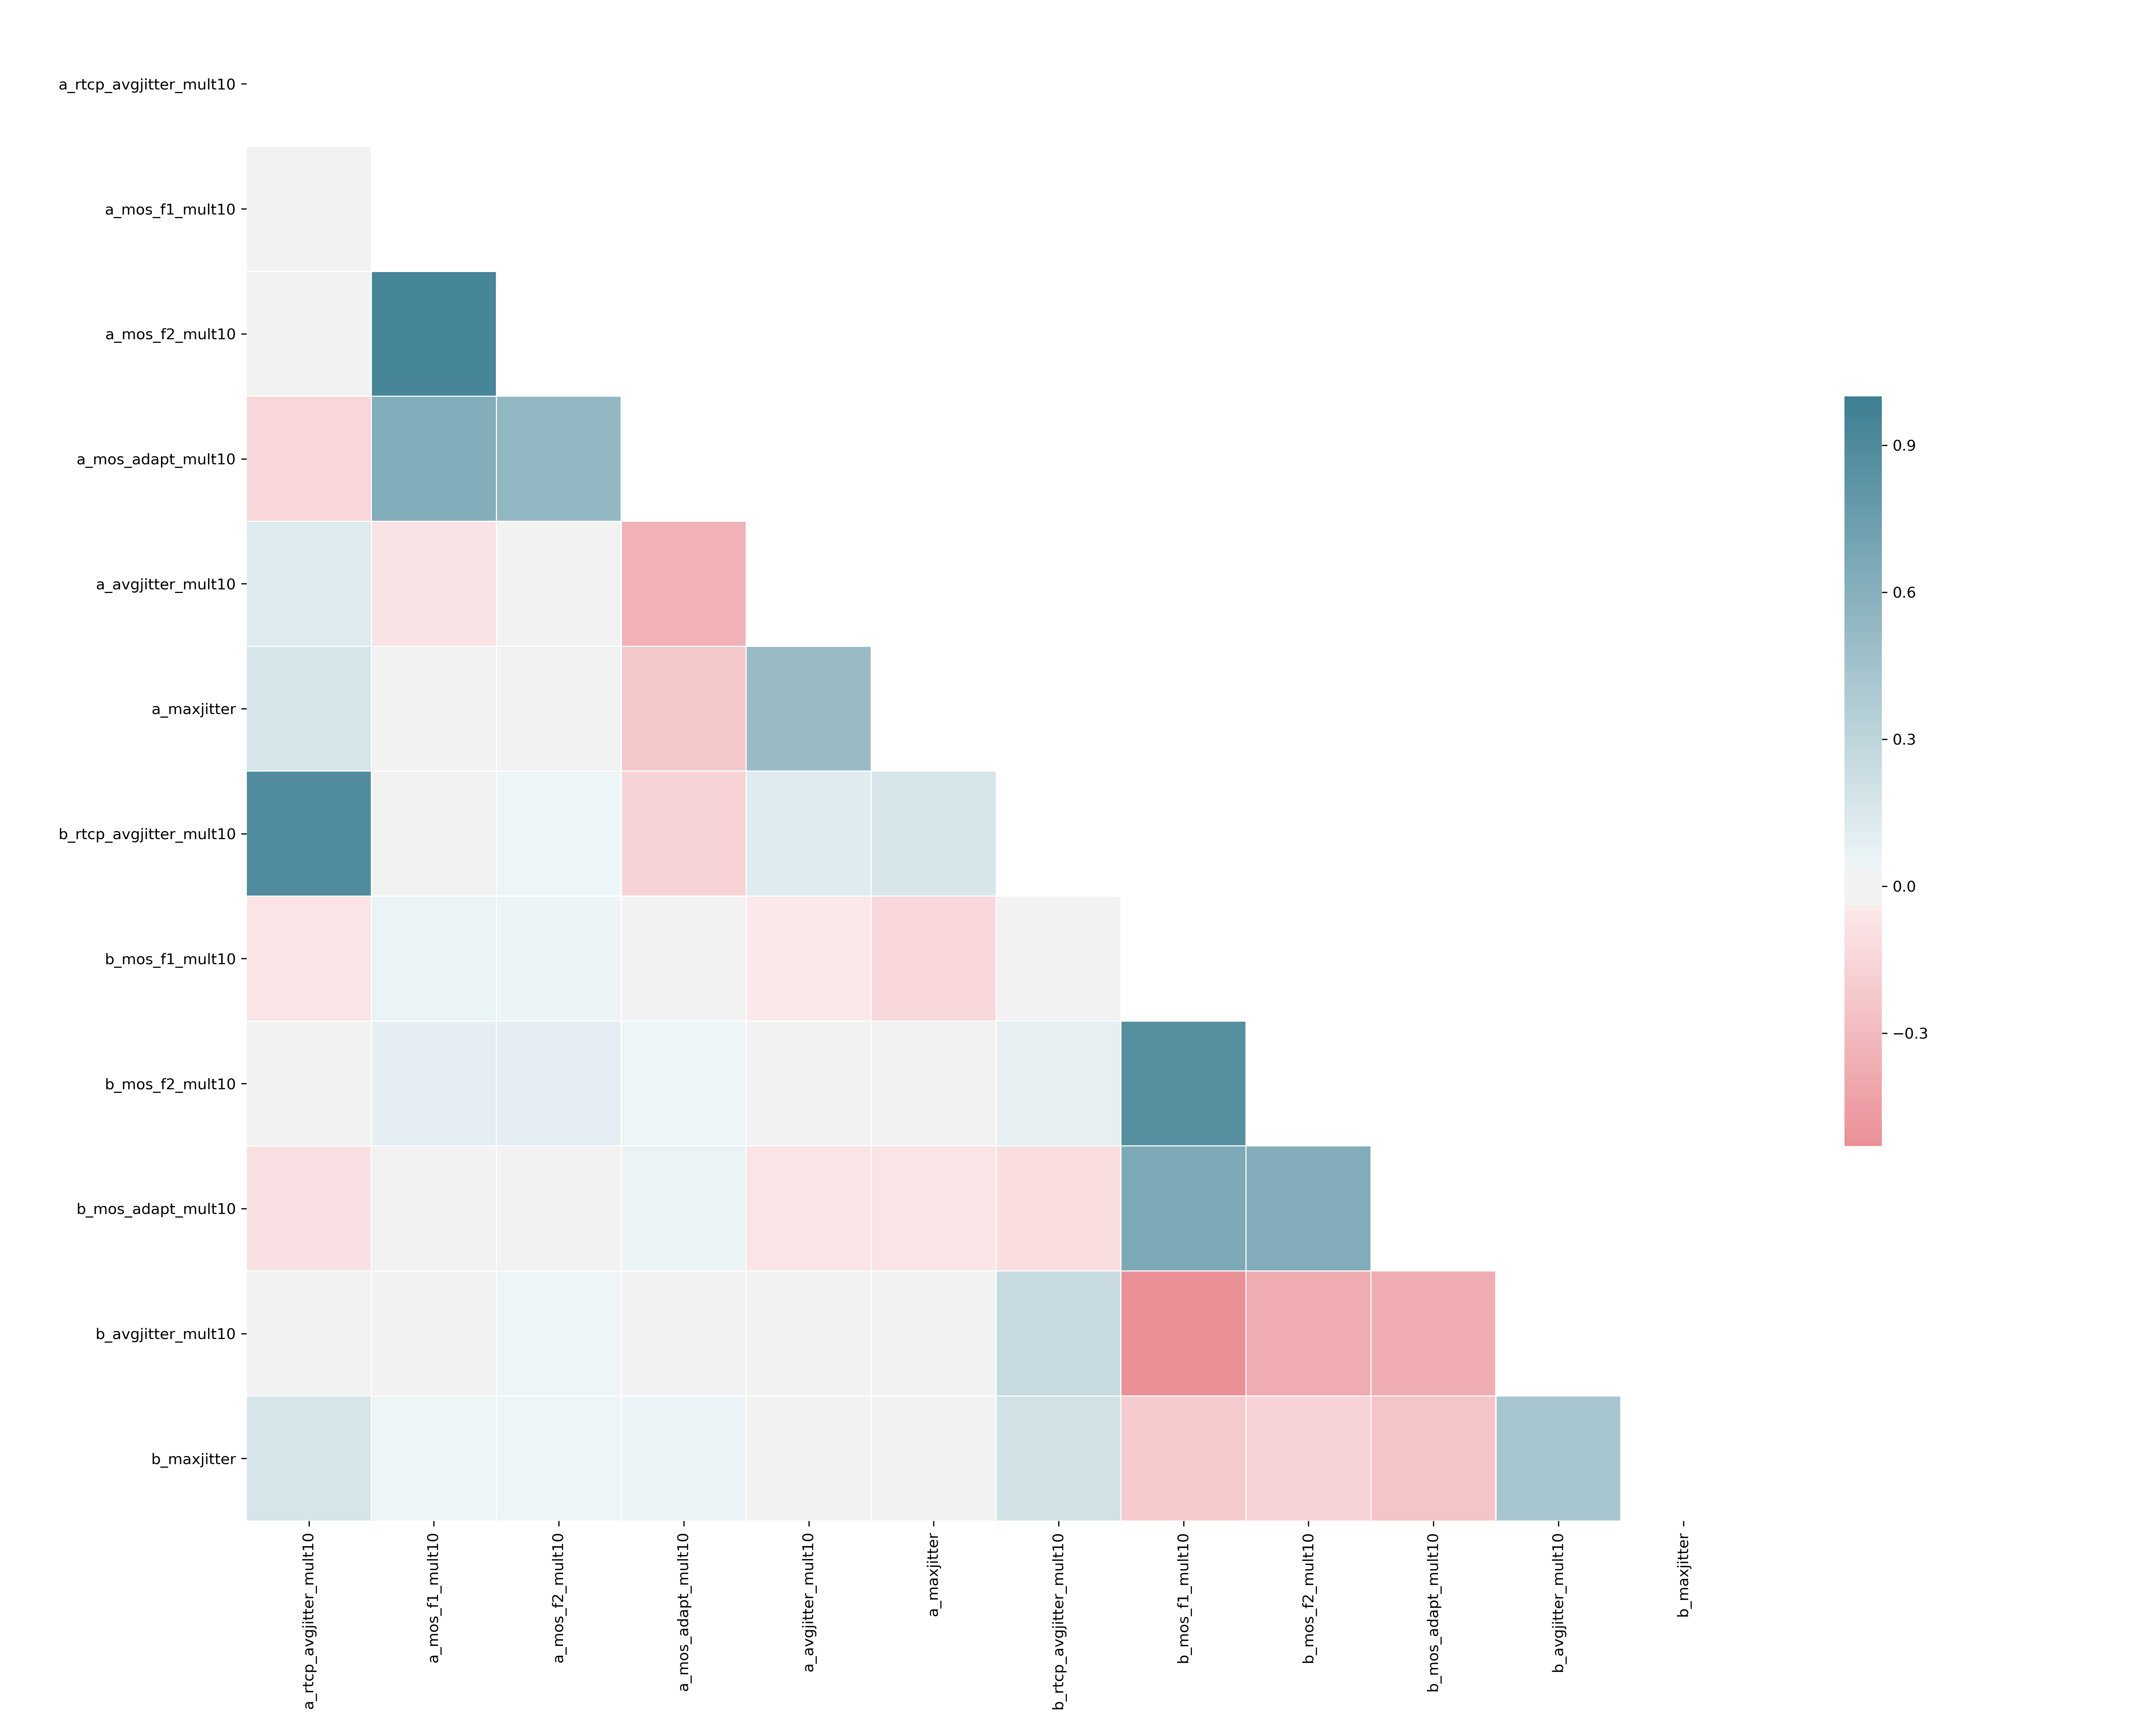 a_rtcp_avgjitter_mult10
a_mos_f1_mult10
a_mos_f2_mult10
a_mos_adapt_mult10
a_avgjitter_mult10
a_maxjitter
b_rtcp_avgjitter_mult10
b_mos_f1_mult10
b_mos_f2_mult10
b_mos_adapt_mult10
b_avgjitter_mult10
b_maxjitter
a_rtcp_avgjitter_mult10
a_mos_f1_mult10
a_mos_f2_mult10
a_mos_adapt_mult10
a_avgjitter_mult10
a_maxjitter
b_rtcp_avgjitter_mult10
b_mos_f1_mult10
b_mos_f2_mult10
b_mos_adapt_mult10
b_avgjitter_mult10
b_maxjitter
0.9
0.6
0.3
0.0
−0.3